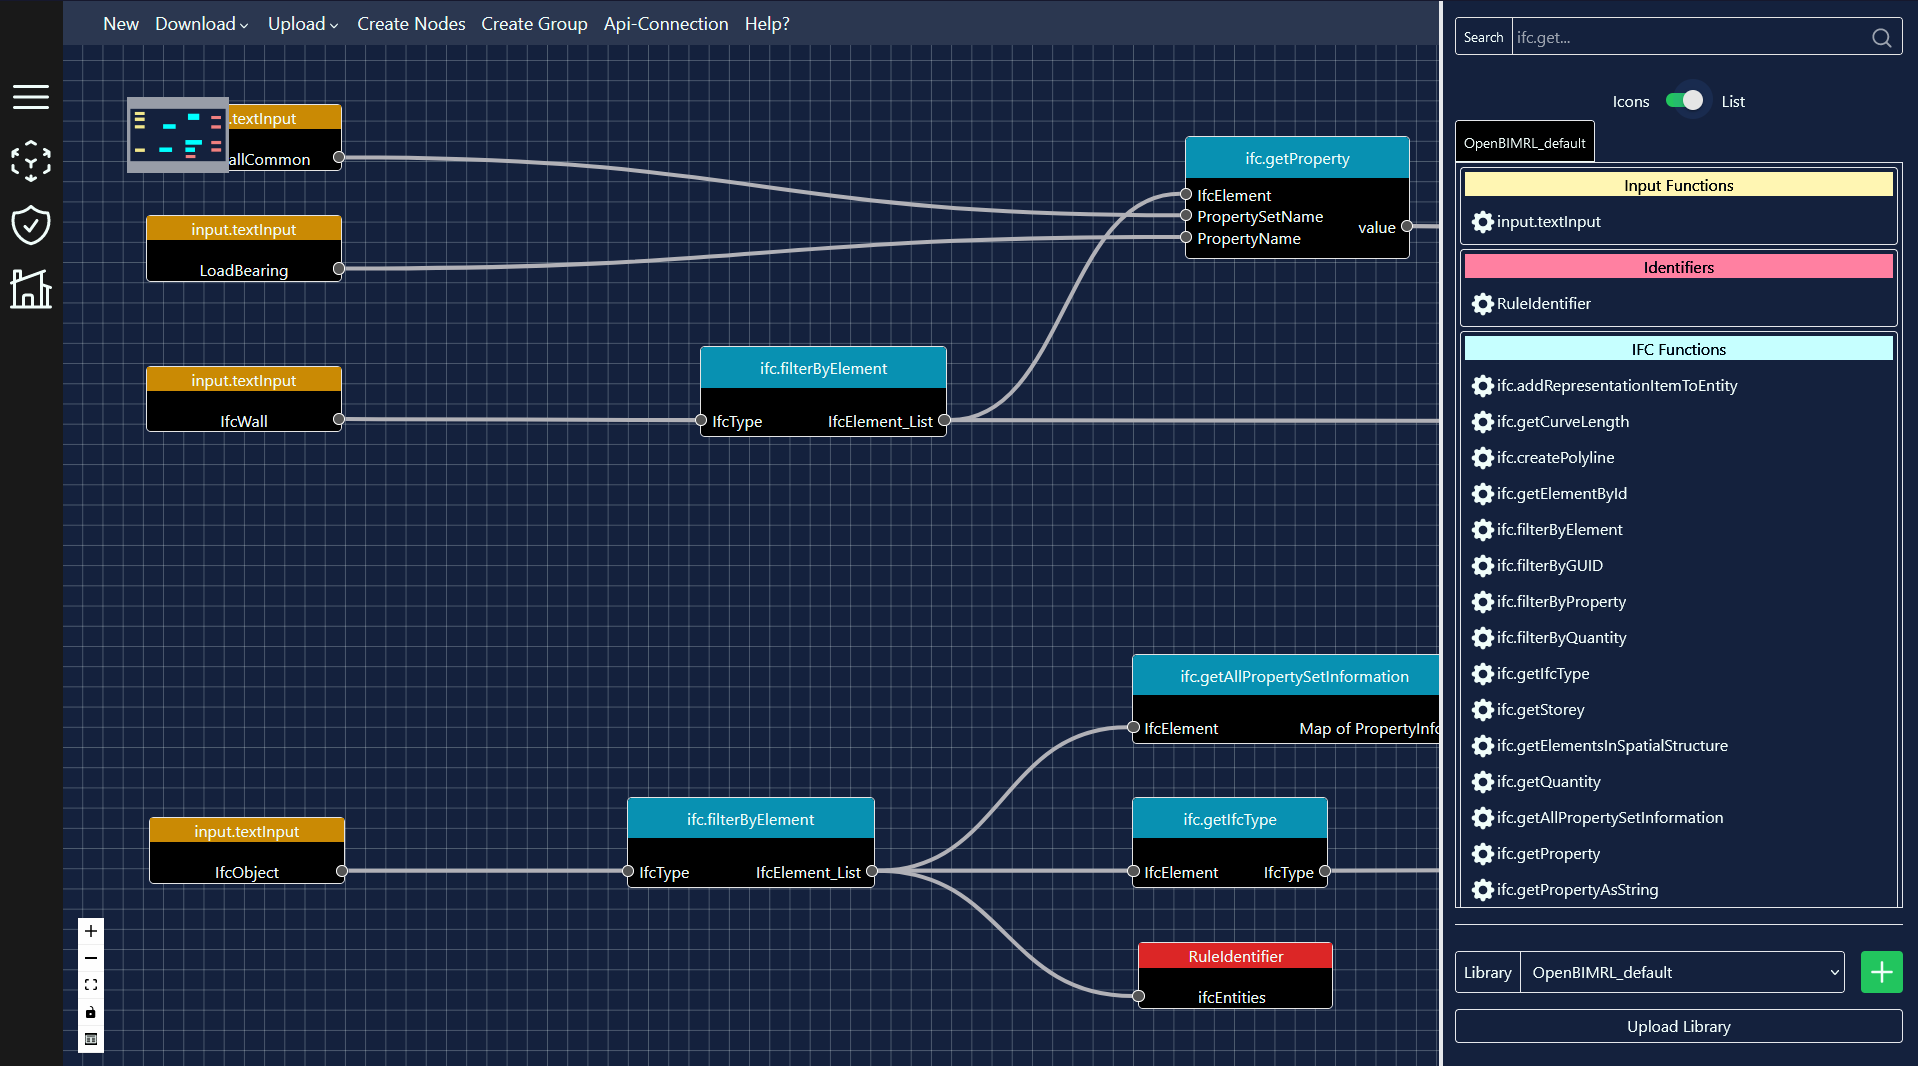 New Download Upload Create Nodes Create Group Api-Connection Help?
.textInput
allCommon
input.textInput
LoadBearing
input.textInput
IfcWall
ifc.filterByElement
IfcType IfcElement_List
ifc.getProperty
IfcElement
PropertySetName
PropertyName
value
input.textInput
IfcObject
ifc.filterByElement
IfcType IfcElement_List
ifc.getAllPropertySetInformation
IfcElement Map of PropertyInfo
ifc.getIfcType
IfcElement IfcType
RuleIdentifier
ifcEntities
Search ifc.get...
Icons List
OpenBIMRL_default
Input Functions
input.textInput
Identifiers
RuleIdentifier
IFC Functions
ifc.addRepresentationItemToEntity
ifc.getCurveLength
ifc.createPolyline
ifc.getElementById
ifc.filterByElement
ifc.filterByGUID
ifc.filterByProperty
ifc.filterByQuantity
ifc.getIfcType
ifc.getStorey
ifc.getElementsInSpatialStructure
ifc.getQuantity
ifc.getAllPropertySetInformation
ifc.getProperty
ifc.getPropertyAsString
Library OpenBIMRL_default
Upload Library